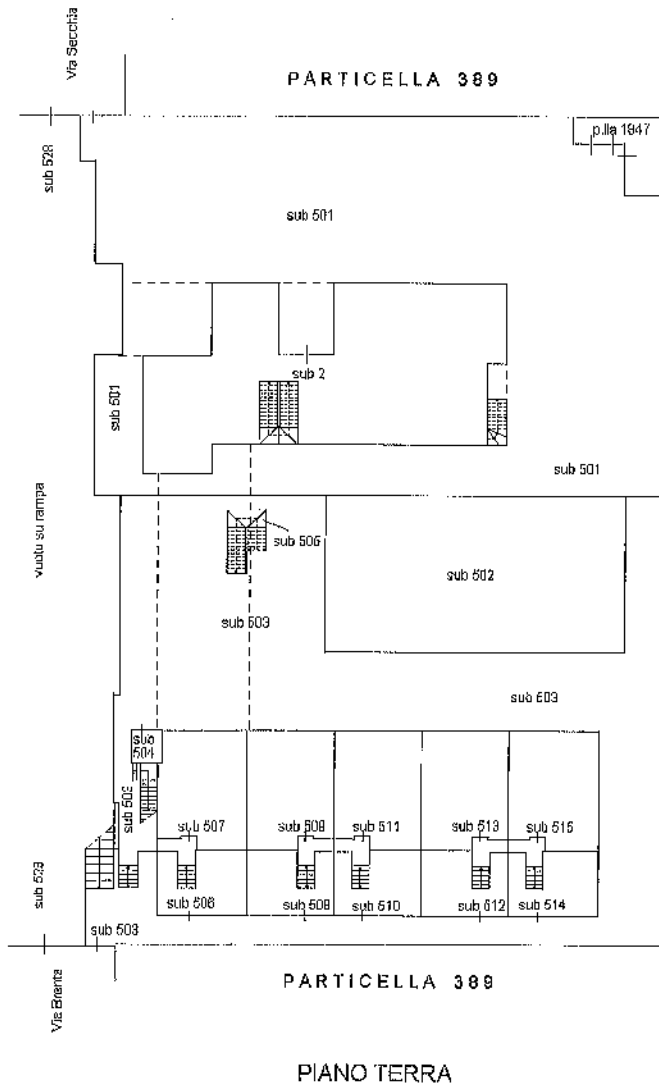 Via Secchia
PARTICELLA 389
p.lla 1947
sub 528
sub 501
sub 2
sub 501
sub 501
Vuoto su rampa
sub 505
sub 502
sub 503
sub 503
sub 504
sub 503
sub 507
sub 509
sub 511
sub 513
sub 515
sub 528
sub 506
sub 508
sub 510
sub 512
sub 514
sub 503
Via Brenta
PARTICELLA 389
PIANO TERRA